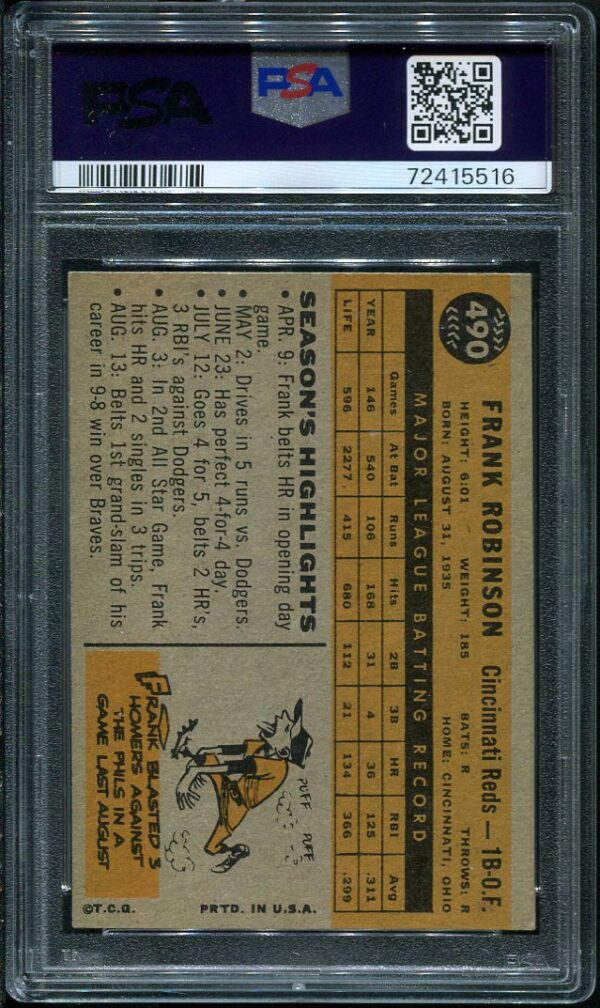 PSA
PSA
72415516
490
FRANK ROBINSON Cincinnati Reds — 1B-O.F.
HEIGHT: 6:01 WEIGHT: 185 BATS: R THROWS: R
BORN: AUGUST 31, 1935 HOME: CINCINNATI, OHIO
MAJOR LEAGUE BATTING RECORD
Games At Bat Runs Hits 2B 3B HR RBI Avg
YEAR 146 540 106 168 31 4 36 125 .311
LIFE 596 2277 415 680 112 21 134 366 .299
SEASON'S HIGHLIGHTS
• APR. 9: Frank belts HR in opening day
game.
• MAY 2: Drives in 5 runs vs. Dodgers.
• JUNE 23: Has perfect 4-for-4 day.
• JULY 12: Goes 4 for 5, belts 2 HR's,
3 RBI's against Dodgers.
• AUG. 3: In 2nd All Star Game, Frank
hits HR and 2 singles in 3 trips.
• AUG. 13: Belts 1st grand-slam of his
career in 9-8 win over Braves.
PUFF PUFF
FRANK BLASTED 3
HOMERS AGAINST
THE PHILS IN A
GAME LAST AUGUST
©T.C.G. PRTD. IN U.S.A.